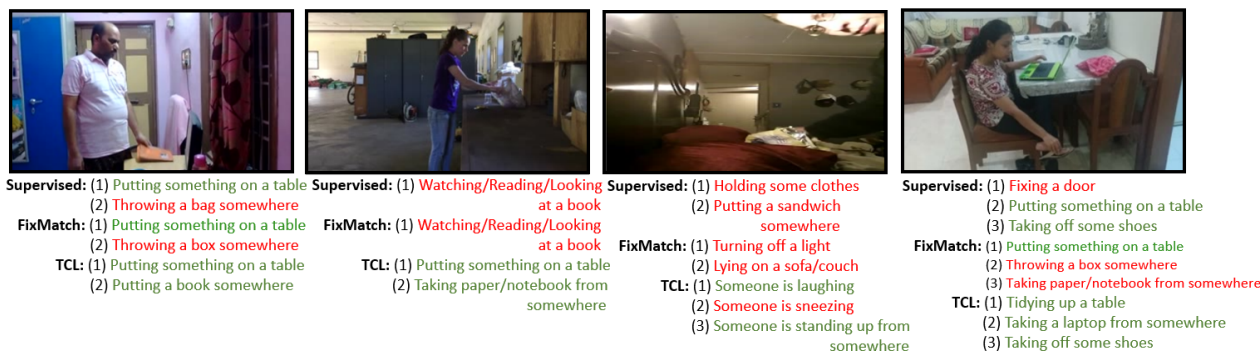 Supervised: (1) Putting something on a table
(2) Throwing a bag somewhere
FixMatch: (1) Putting something on a table
(2) Throwing a box somewhere
TCL: (1) Putting something on a table
(2) Putting a book somewhere
Supervised: (1) Watching/Reading/Looking
at a book
FixMatch: (1) Watching/Reading/Looking
at a book
TCL: (1) Putting something on a table
(2) Taking paper/notebook from
somewhere
Supervised: (1) Holding some clothes
(2) Putting a sandwich
somewhere
FixMatch: (1) Turning off a light
(2) Lying on a sofa/couch
TCL: (1) Someone is laughing
(2) Someone is sneezing
(3) Someone is standing up from
somewhere
Supervised: (1) Fixing a door
(2) Putting something on a table
(3) Taking off some shoes
FixMatch: (1) Putting something on a table
(2) Throwing a box somewhere
(3) Taking paper/notebook from somewhere
TCL: (1) Tidying up a table
(2) Taking a laptop from somewhere
(3) Taking off some shoes